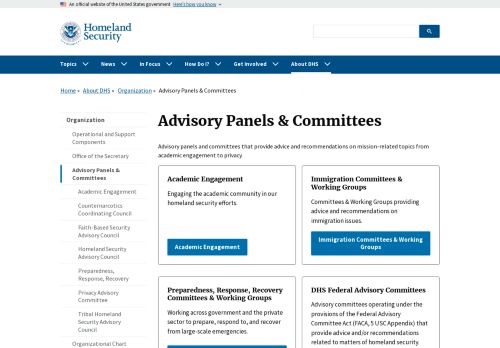 An official website of the United States government Here's how you know
Homeland
Security
Topics
News
In Focus
How Do I?
Get Involved
About DHS
Home
About DHS
Organization
Advisory Panels & Committees
Organization
Operational and Support
Components
Office of the Secretary
Advisory Panels &
Committees
Academic Engagement
Counternarcotics
Coordinating Council
Faith-Based Security
Advisory Council
Homeland Security
Advisory Council
Preparedness,
Response, Recovery
Privacy Advisory
Committee
Tribal Homeland
Security Advisory
Council
Organizational Chart
Advisory Panels & Committees
Advisory panels and committees that provide advice and recommendations on mission-related topics from
academic engagement to privacy
Academic Engagement
Engaging the academic community in our
homeland security efforts.
Academic Engagement
Immigration Committees &
Working Groups
Committees & Working Groups providing
advice and recommendations on
immigration issues.
Immigration Committees & Working
Groups
Preparedness, Response, Recovery
Committees & Working Groups
Working across government and the private
sector to prepare, respond to, and recover
from large-scale emergencies.
DHS Federal Advisory Committees
Advisory committees operating under the
provisions of the Federal Advisory
Committee Act (FACA, 5 USC Appendix) that
provide advice and/or recommendations
related to matters of homeland security.